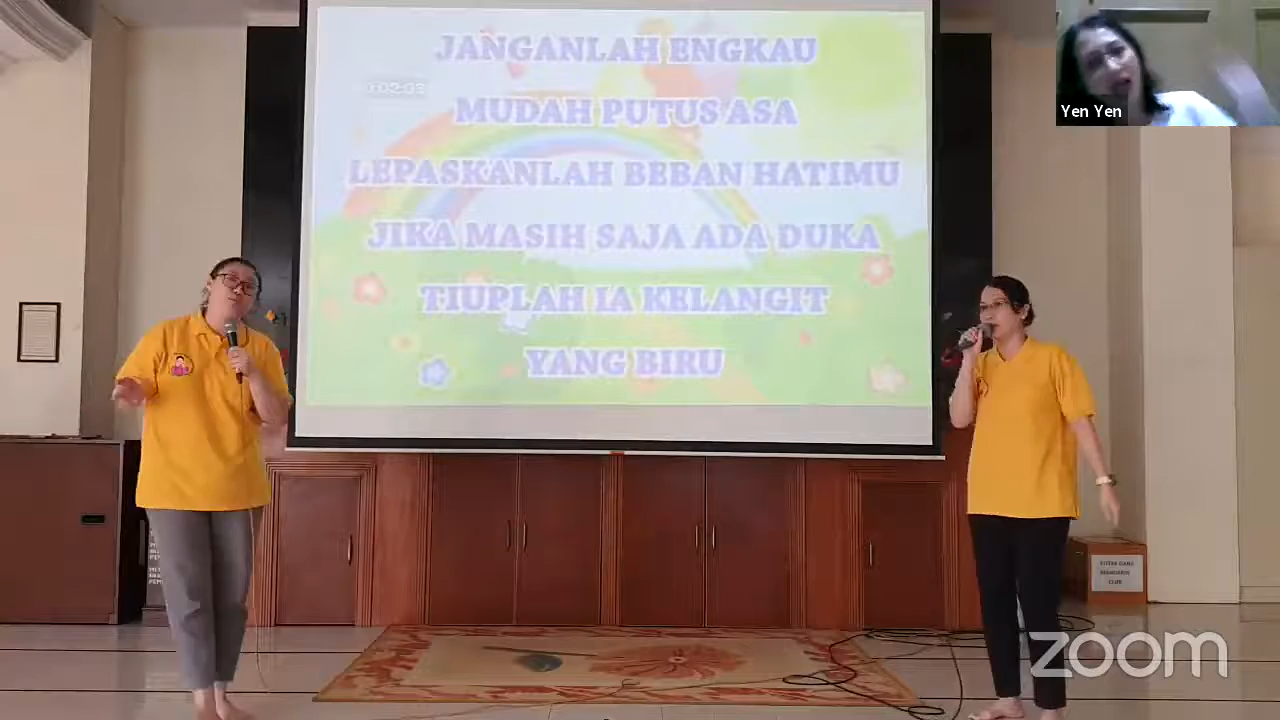 JANGANLAH ENGKAU
MUDAH PUTUS ASA
LEPASKANLAH BEBAN HATIMU
JIKA MASIH SAJA ADA DUKA
TIUPLAH IA KELANGIT
YANG BIRU
Yen Yen
CLUB
zoom